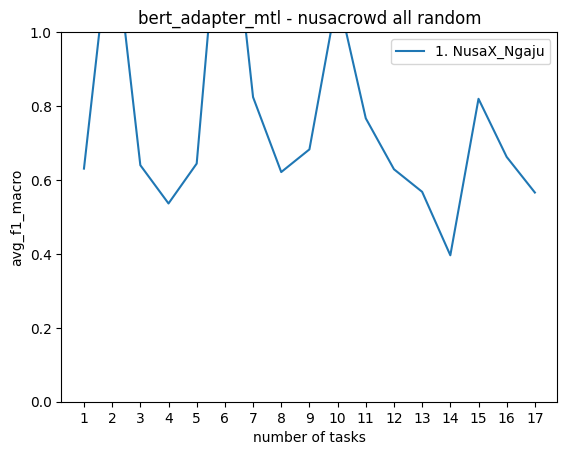 bert_adapter_mtl - nusacrowd all random
1. NusaX_Ngaju
avg_f1_macro
1.0
0.8
0.6
0.4
0.2
0.0
1 2 3 4 5 6 7 8 9 10 11 12 13 14 15 16 17
number of tasks